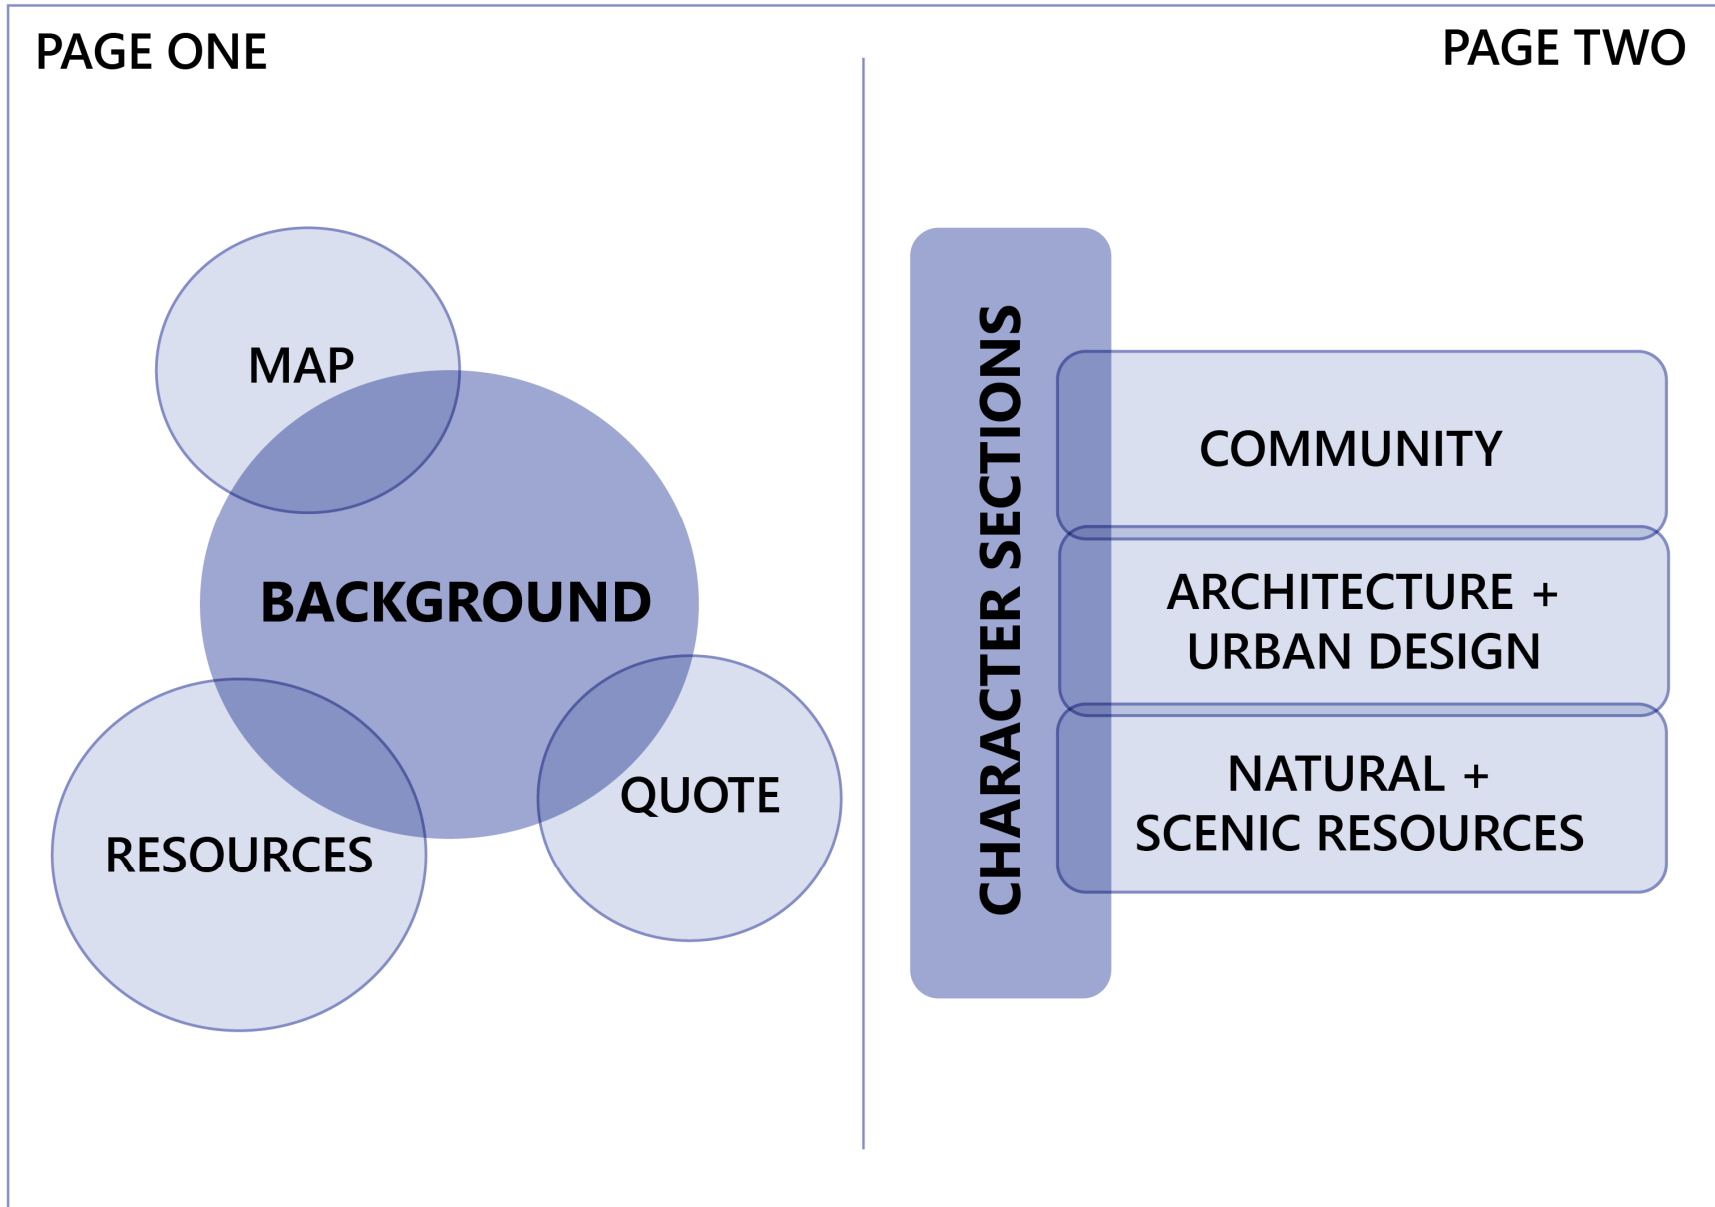 PAGE ONE
MAP
BACKGROUND
QUOTE
RESOURCES
PAGE TWO
CHARACTER SECTIONS
COMMUNITY
ARCHITECTURE +
URBAN DESIGN
NATURAL +
SCENIC RESOURCES